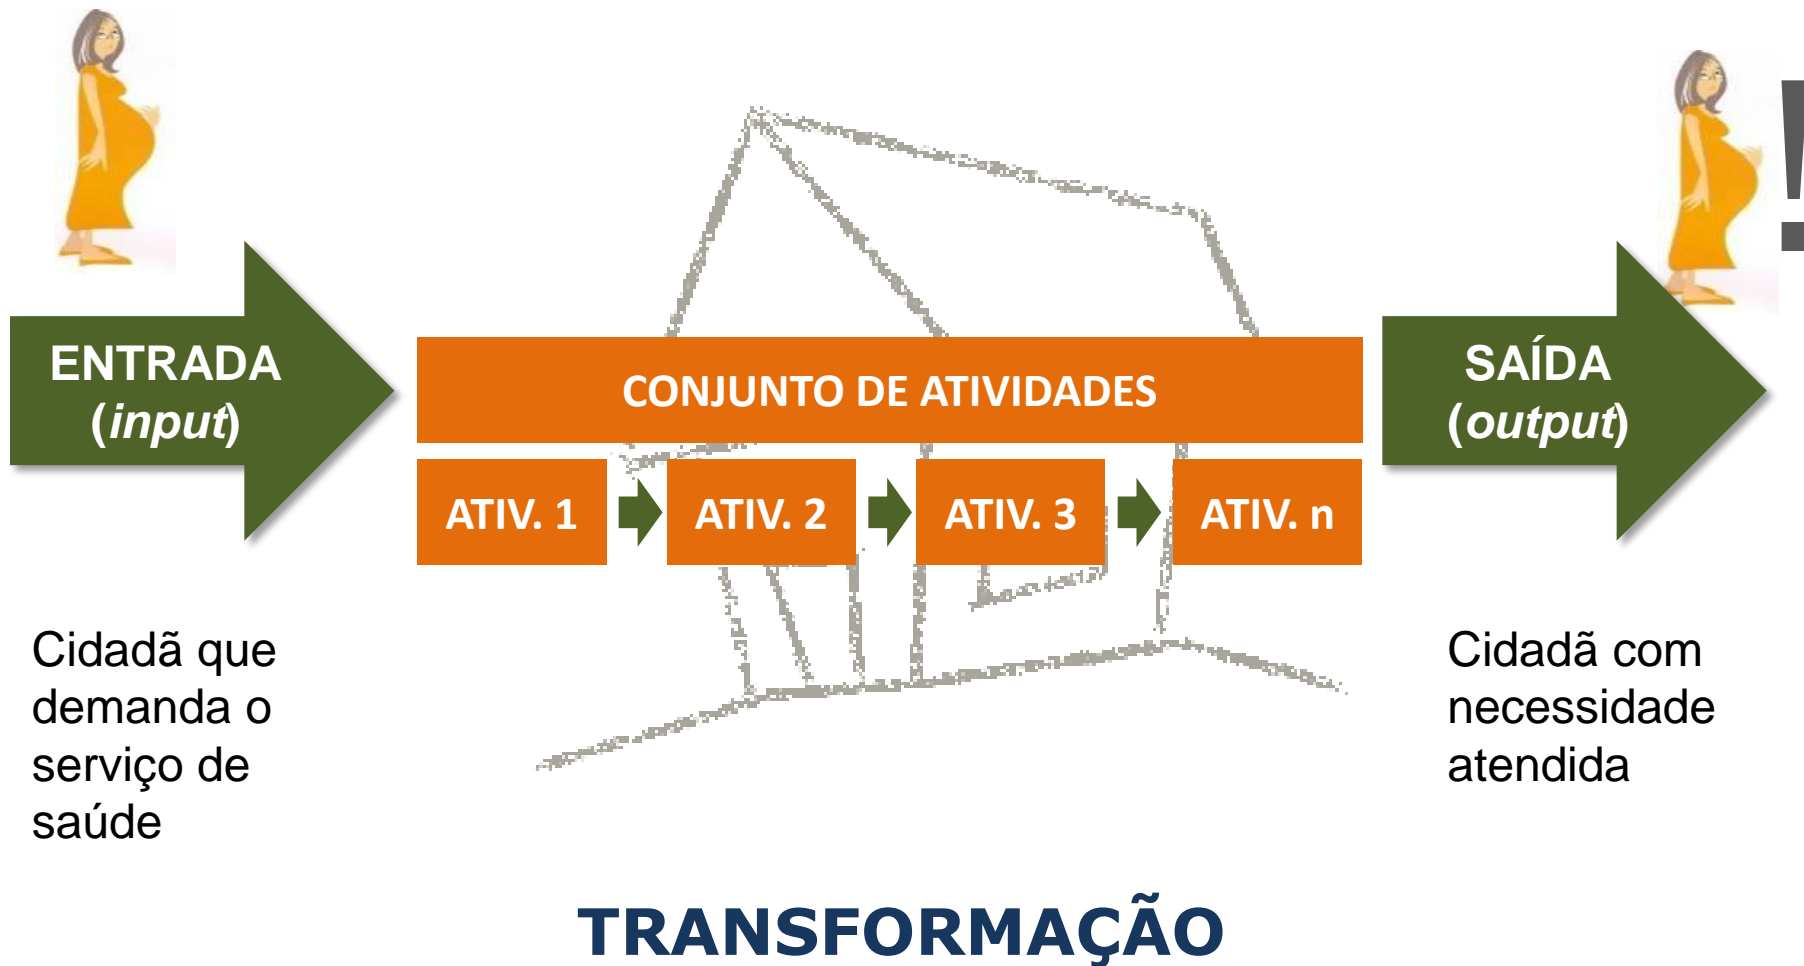 !
ENTRADA
(input)
CONJUNTO DE ATIVIDADES
SAÍDA
(output)
ATIV. 1
ATIV. 2
ATIV. 3
ATIV. n
Cidadã que
demanda o
serviço de
saúde
Cidadã com
necessidade
atendida
TRANSFORMAÇÃO